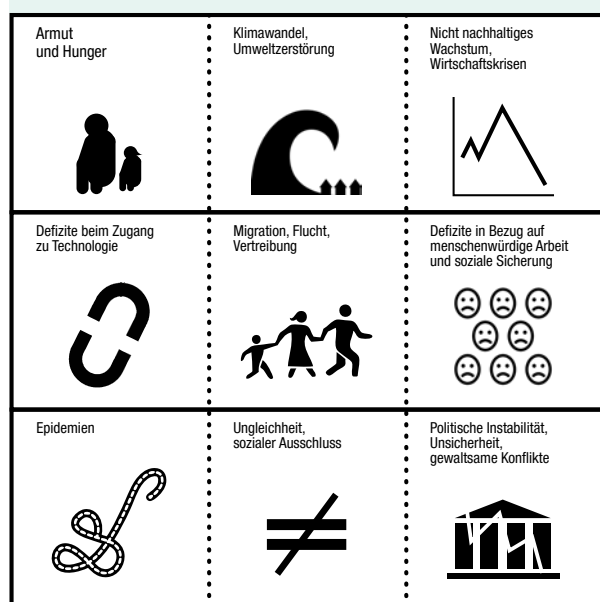 Armut
und Hunger
Klimawandel,
Umweltzerstörung
Nicht nachhaltiges
Wachstum,
Wirtschaftskrisen
Defizite beim Zugang
zu Technologie
Migration, Flucht,
Vertreibung
Defizite in Bezug auf
menschenwürdige Arbeit
und soziale Sicherung
Epidemien
Ungleichheit,
sozialer Ausschluss
Politische Instabilität,
Unsicherheit,
gewaltsame Konflikte